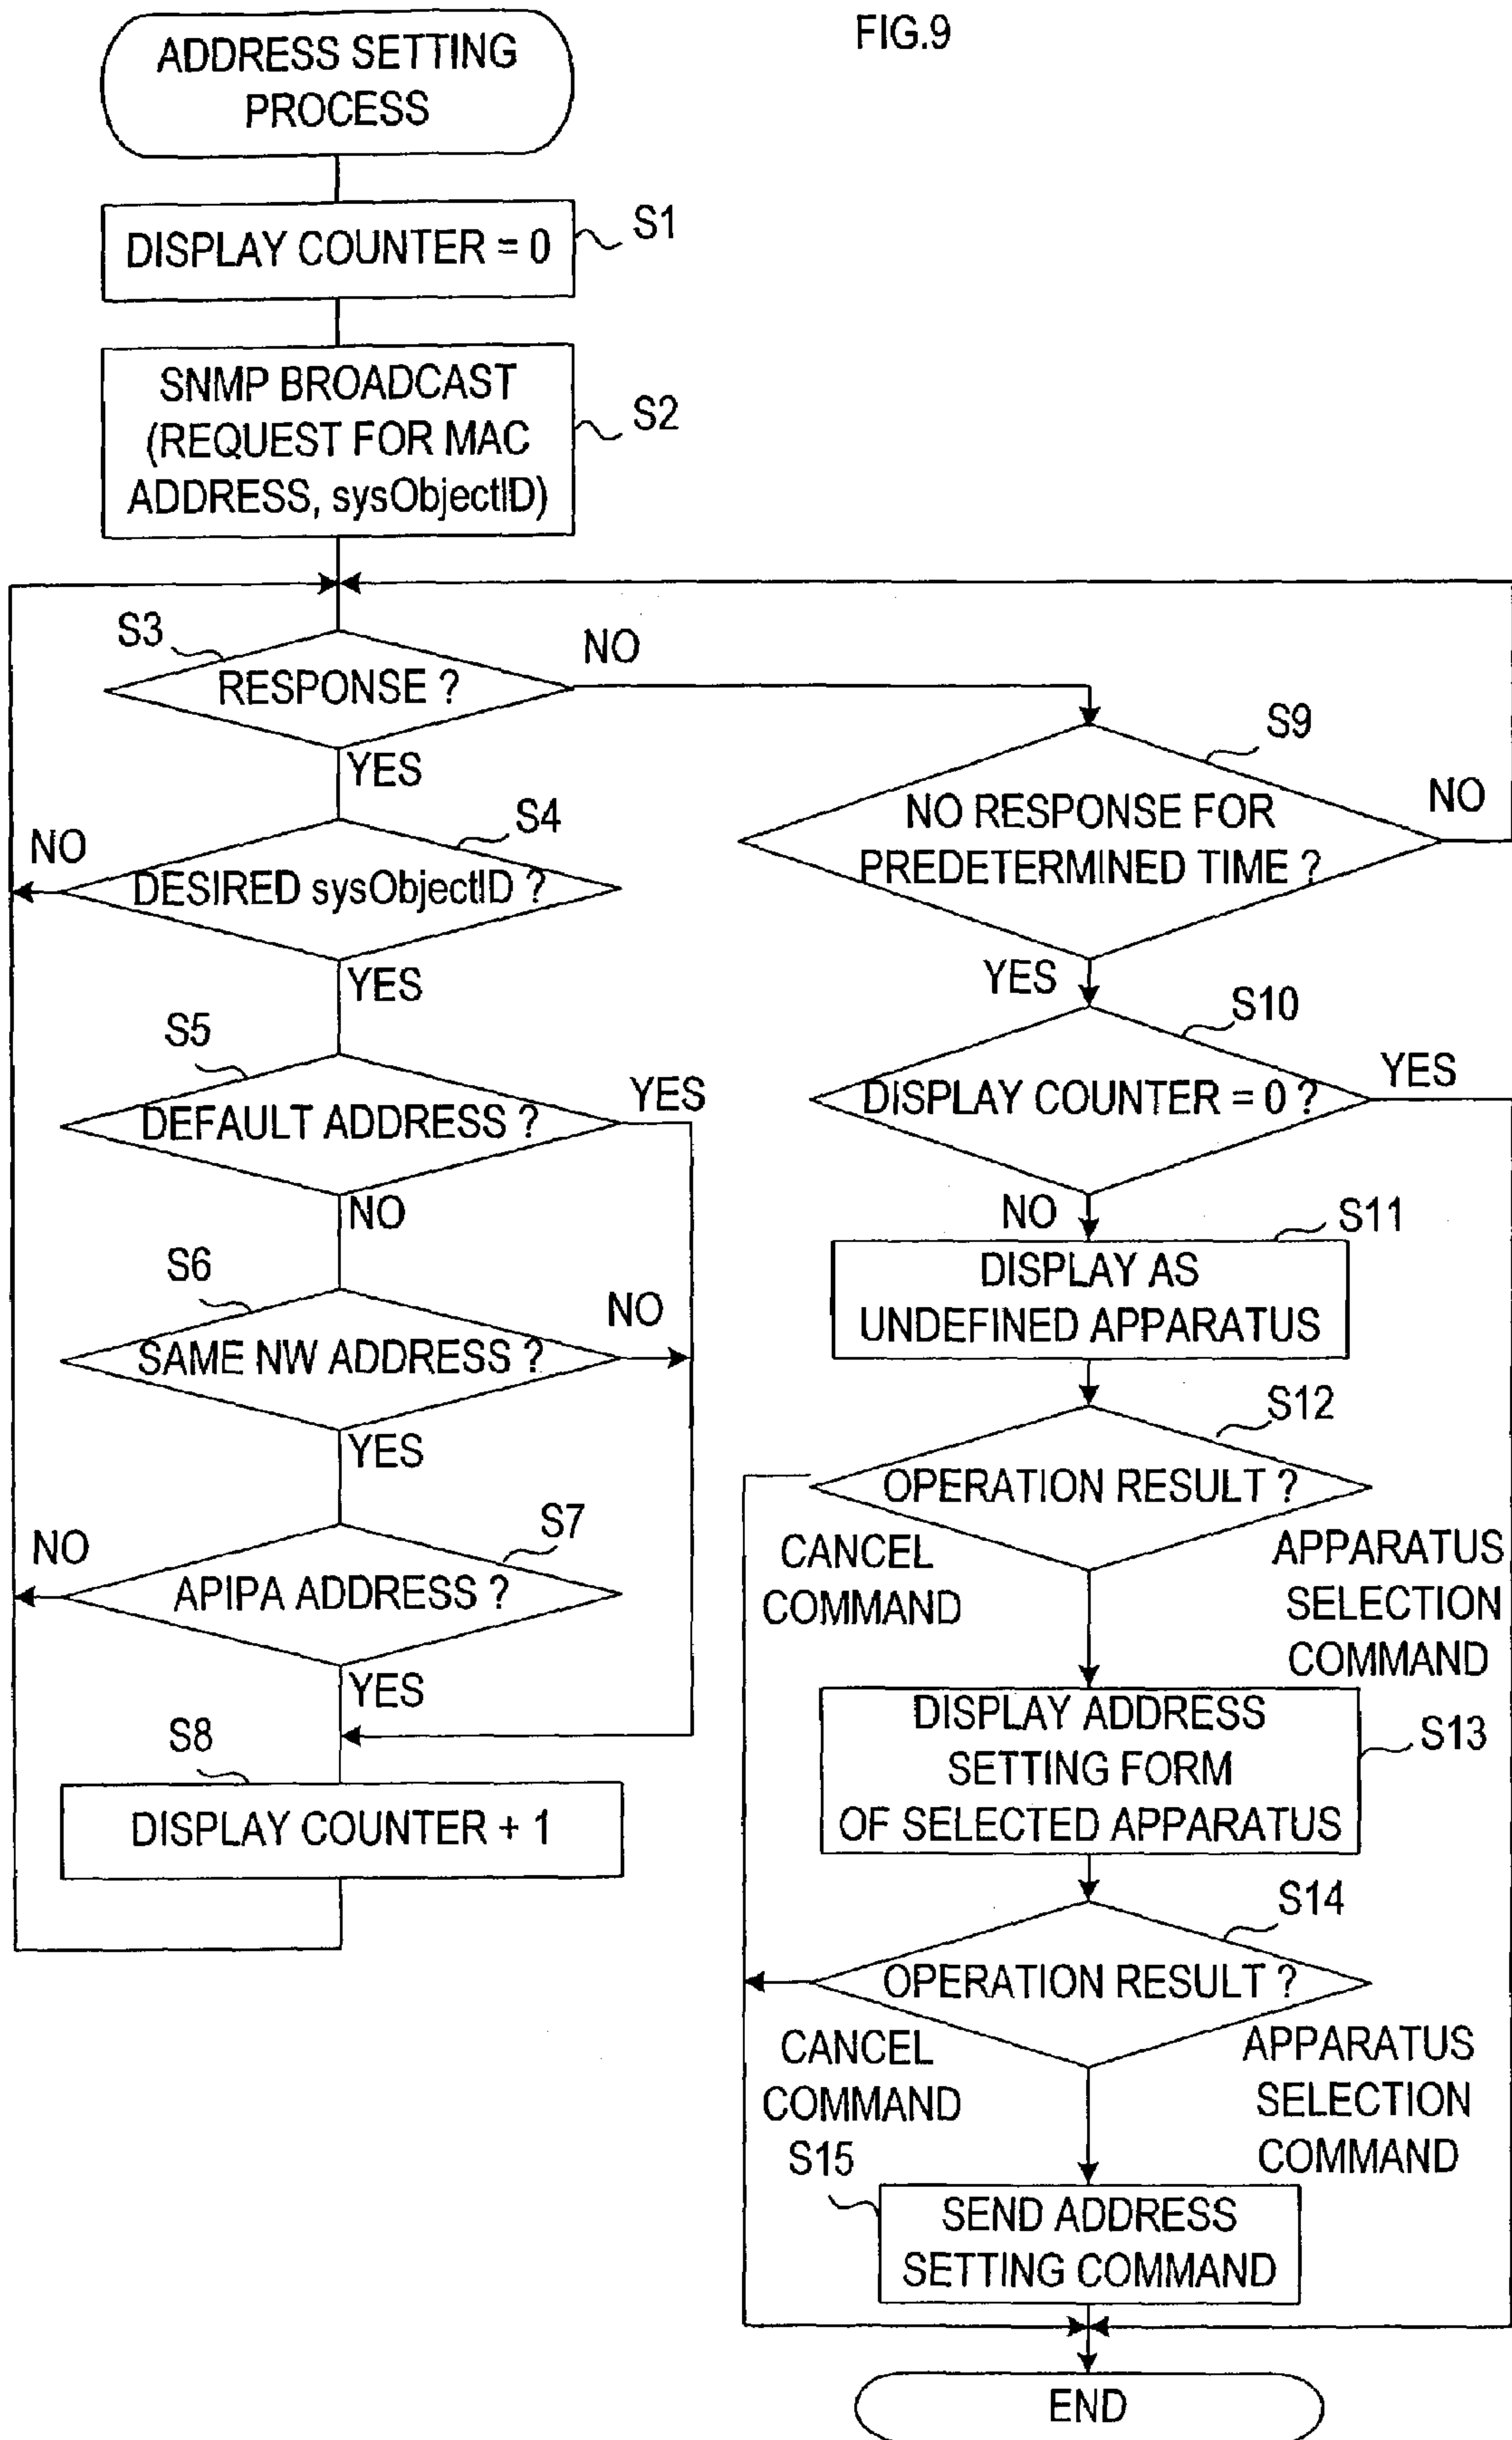 FIG.9
ADDRESS SETTING
PROCESS
DISPLAY COUNTER = 0
S1
SNMP BROADCAST
(REQUEST FOR MAC
ADDRESS, sysObjectID)
S2
S3
RESPONSE ?
NO
YES
S4
NO
DESIRED sysObjectID ?
YES
S5
DEFAULT ADDRESS ?
YES
NO
S6
SAME NW ADDRESS ?
NO
YES
S7
NO
APIPA ADDRESS ?
YES
S8
DISPLAY COUNTER + 1
S9
NO RESPONSE FOR
PREDETERMINED TIME ?
NO
YES
S10
DISPLAY COUNTER = 0 ?
YES
NO
S11
DISPLAY AS
UNDEFINED APPARATUS
S12
OPERATION RESULT ?
CANCEL
COMMAND
APPARATUS
SELECTION
COMMAND
DISPLAY ADDRESS
SETTING FORM
OF SELECTED APPARATUS
S13
S14
OPERATION RESULT ?
CANCEL
COMMAND
APPARATUS
SELECTION
COMMAND
S15
SEND ADDRESS
SETTING COMMAND
END